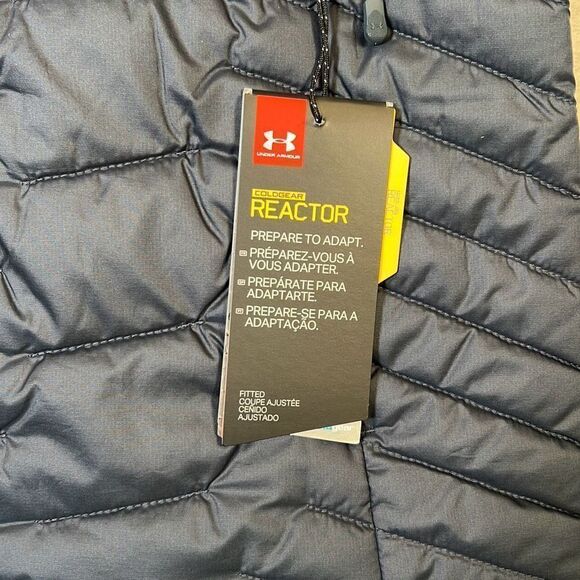 UNDER ARMOUR
COLDGEAR
REACTOR
PREPARE TO ADAPT.
PRÉPAREZ-VOUS À
VOUS ADAPTER.
PREPÁRATE PARA
ADAPTARTE.
PREPARE-SE PARA A
ADAPTAÇÃO.
FITTED
COUPE AJUSTÉE
CEÑIDO
AJUSTADO
REACTOR